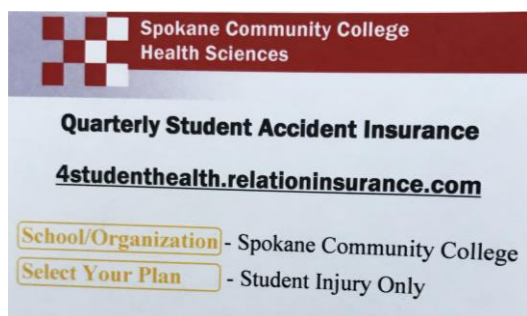 Spokane Community College
Health Sciences
Quarterly Student Accident Insurance
4studenthealth.relationinsurance.com
School/Organization - Spokane Community College
Select Your Plan - Student Injury Only